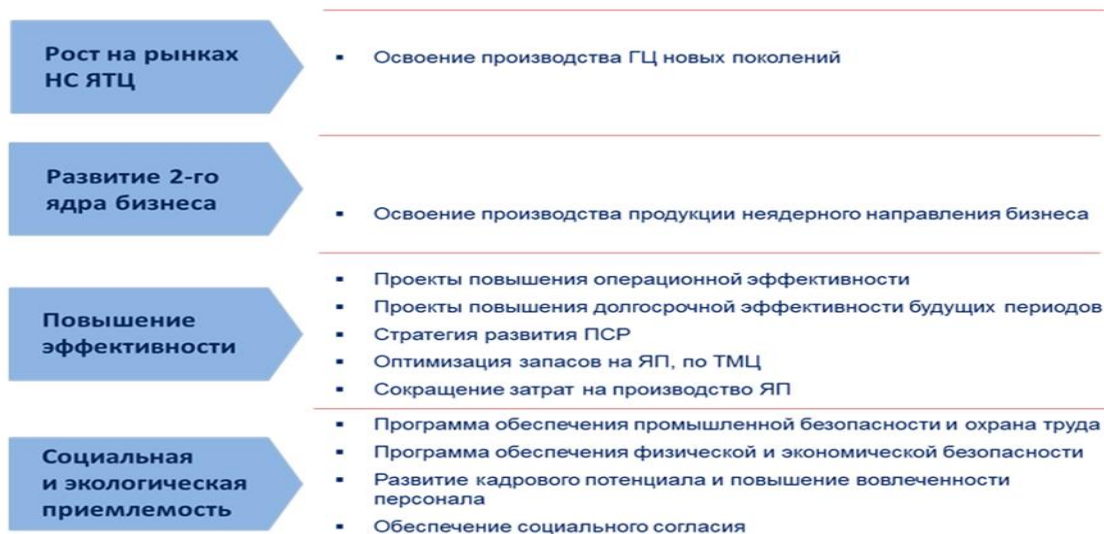 Рост на рынках
НС ЯТЦ
▪ Освоение производства ГЦ новых поколений
Развитие 2-го
ядра бизнеса
▪ Освоение производства продукции неядерного направления бизнеса
Повышение
эффективности
▪ Проекты повышения операционной эффективности
▪ Проекты повышения долгосрочной эффективности будущих периодов
▪ Стратегия развития ПСР
▪ Оптимизация запасов на ЯП, по ТМЦ
▪ Сокращение затрат на производство ЯП
Социальная
и экологическая
приемлемость
▪ Программа обеспечения промышленной безопасности и охрана труда
▪ Программа обеспечения физической и экономической безопасности
▪ Развитие кадрового потенциала и повышение вовлеченности
персонала
▪ Обеспечение социального согласия